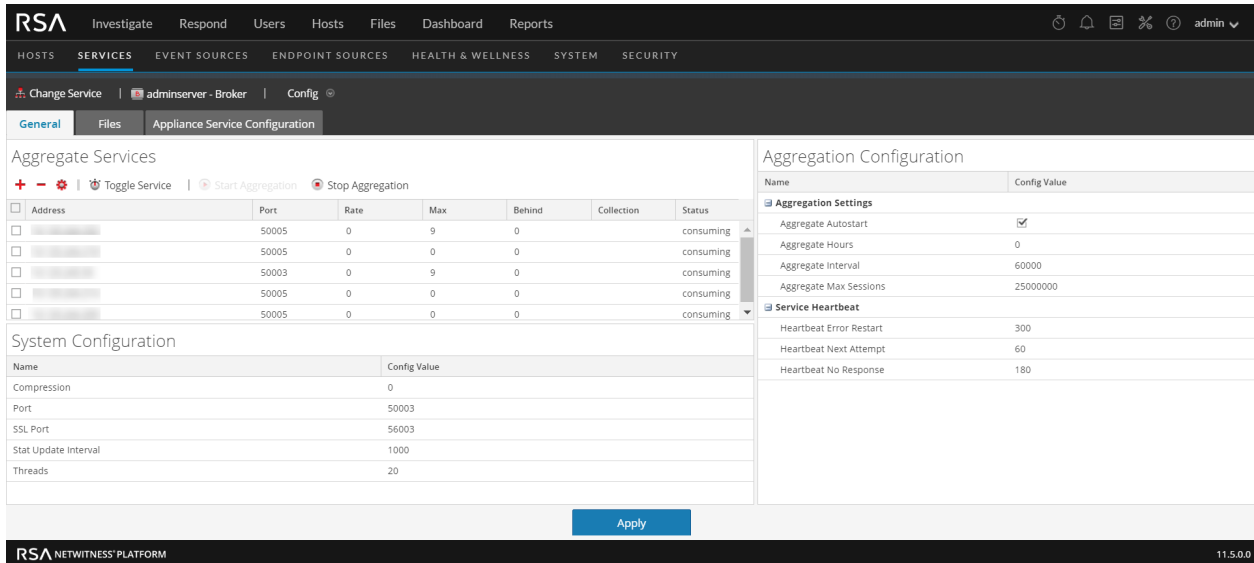 RSA Investigate Respond Users Hosts Files Dashboard Reports admin
HOSTS SERVICES EVENT SOURCES ENDPOINT SOURCES HEALTH & WELLNESS SYSTEM SECURITY
Change Service | adminserver - Broker | Config
General Files Appliance Service Configuration
Aggregate Services
Toggle Service | Start Aggregation Stop Aggregation
Address Port Rate Max Behind Collection Status
50005 0 9 0 consuming
50005 0 0 0 consuming
50003 0 9 0 consuming
50005 0 0 0 consuming
50005 0 0 0 consuming
System Configuration
Name Config Value
Compression 0
Port 50003
SSL Port 56003
Stat Update Interval 1000
Threads 20
Aggregation Configuration
Name Config Value
Aggregation Settings
Aggregate Autostart
Aggregate Hours 0
Aggregate Interval 60000
Aggregate Max Sessions 25000000
Service Heartbeat
Heartbeat Error Restart 300
Heartbeat Next Attempt 60
Heartbeat No Response 180
Apply
RSA NETWITNESS® PLATFORM 11.5.0.0